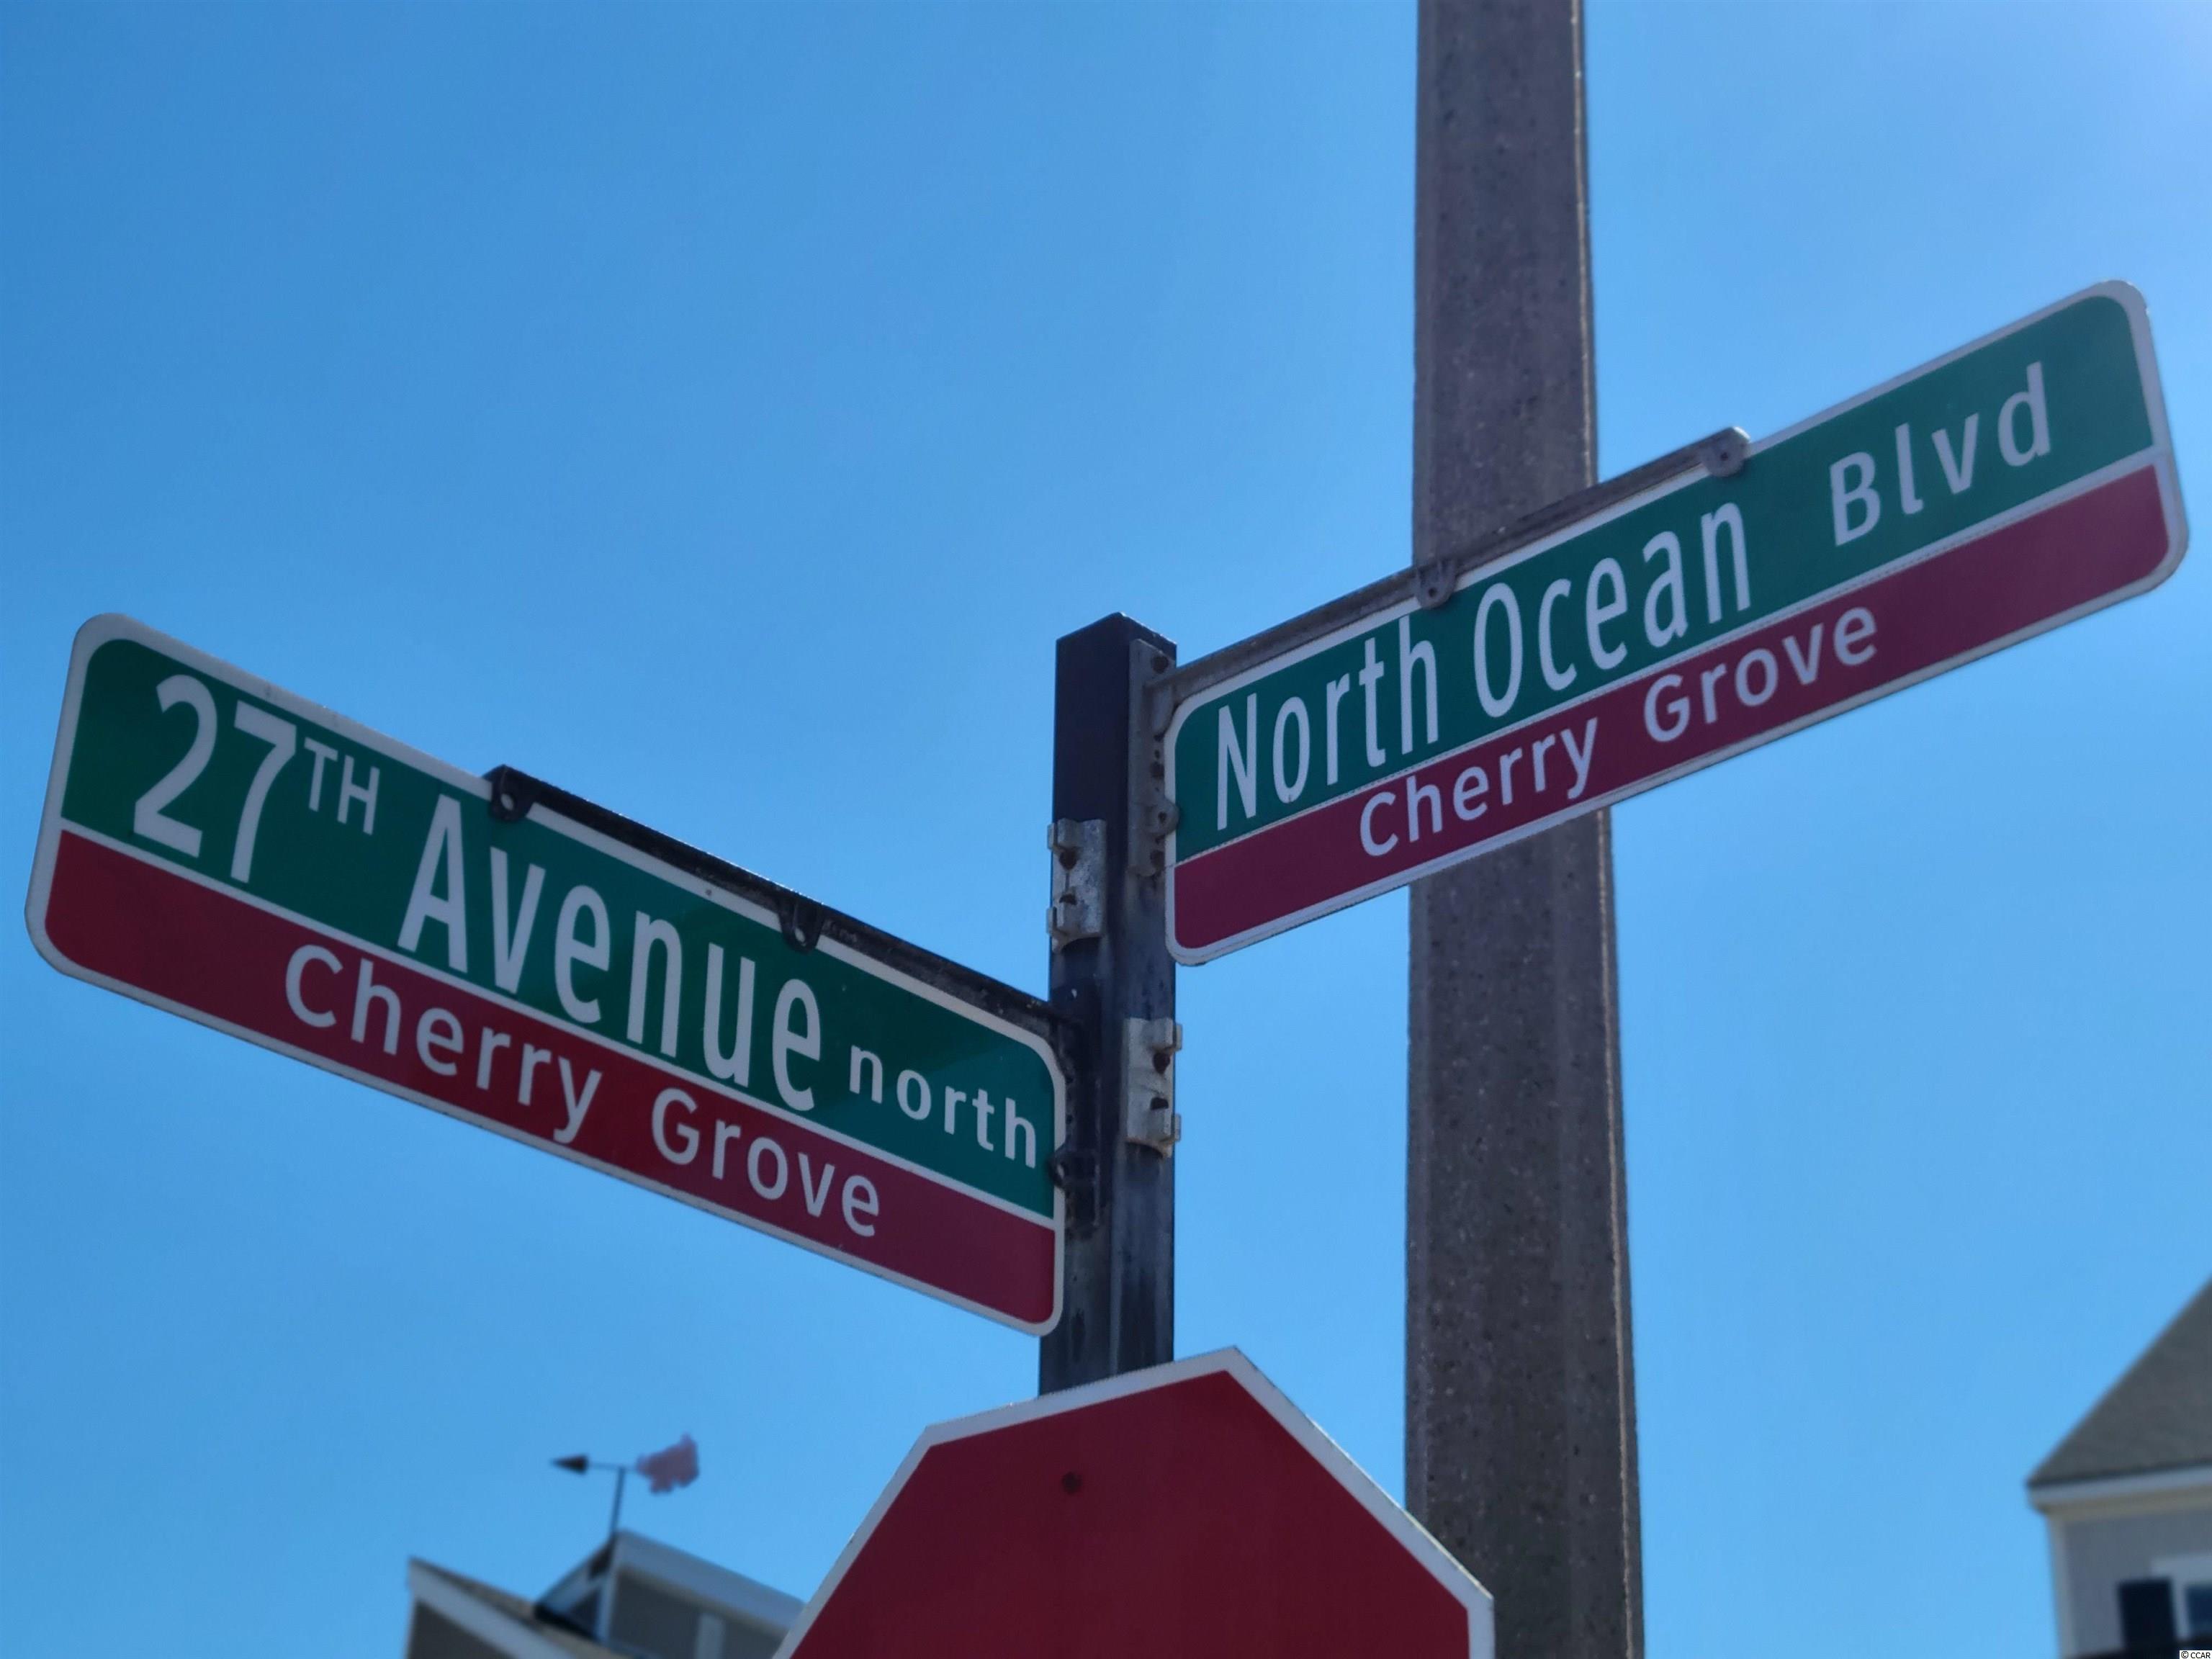 27TH Avenue north
Cherry Grove
North Ocean Blvd
Cherry Grove
© CCAR